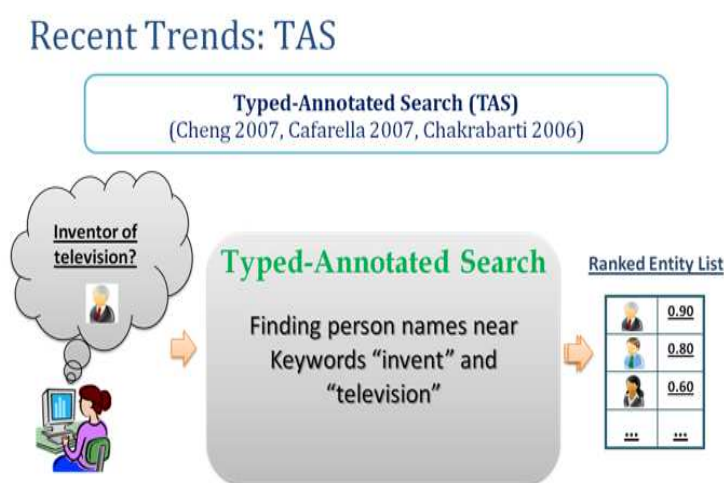 Recent Trends: TAS
Typed-Annotated Search (TAS)
(Cheng 2007, Cafarella 2007, Chakrabarti 2006)
Inventor of
television?
Typed-Annotated Search
Finding person names near
Keywords “invent” and
“television”
Ranked Entity List
0.90
0.80
0.60
... ...